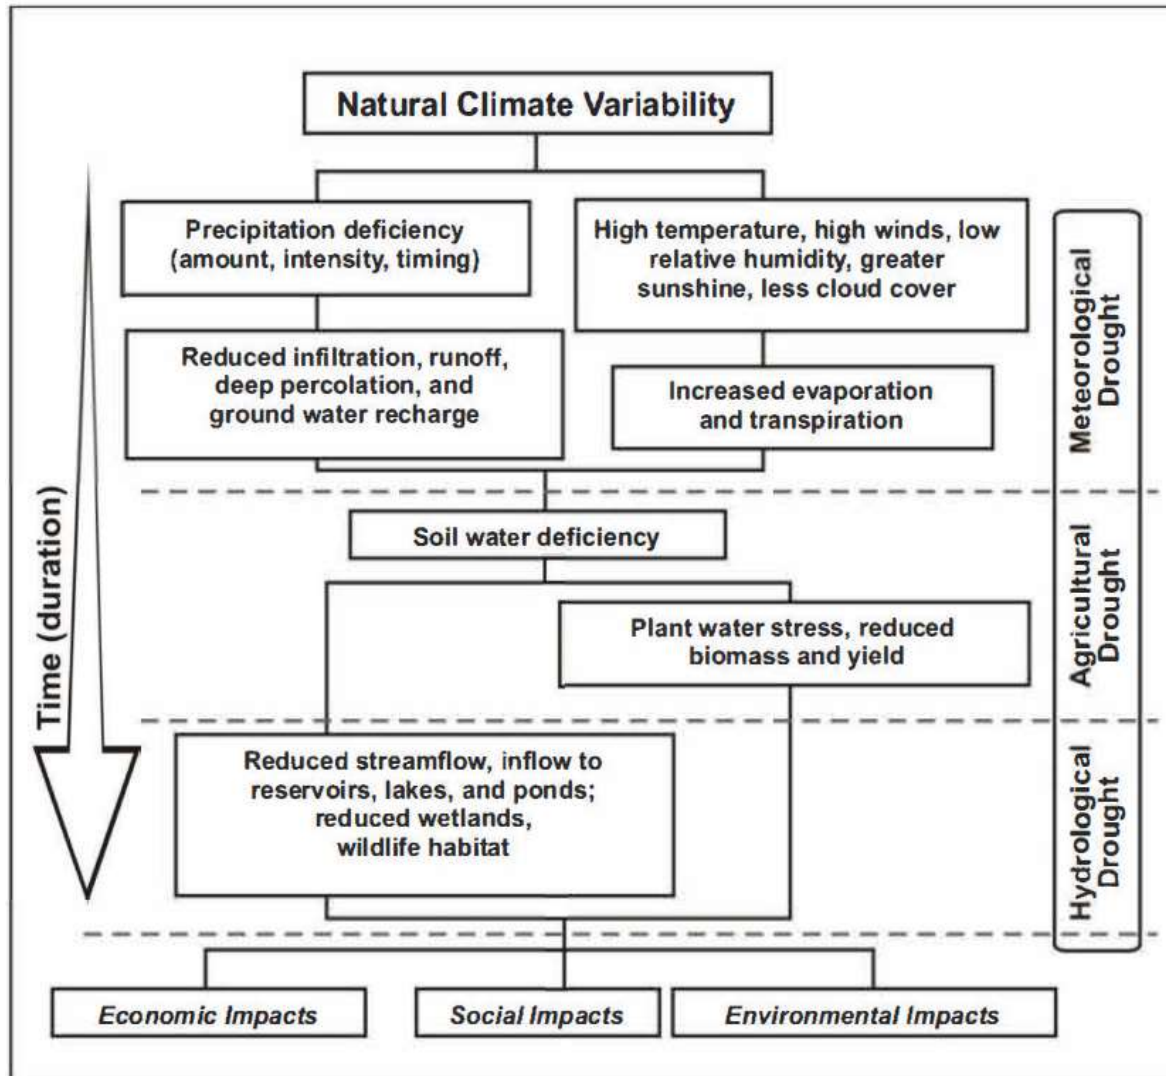 Natural Climate Variability
Precipitation deficiency
(amount, intensity, timing)
High temperature, high winds, low
relative humidity, greater
sunshine, less cloud cover
Reduced infiltration, runoff,
deep percolation, and
ground water recharge
Increased evaporation
and transpiration
Meteorological
Drought
Soil water deficiency
Plant water stress, reduced
biomass and yield
Agricultural
Drought
Time (duration)
Reduced streamflow, inflow to
reservoirs, lakes, and ponds;
reduced wetlands,
wildlife habitat
Hydrological
Drought
Economic Impacts
Social Impacts
Environmental Impacts